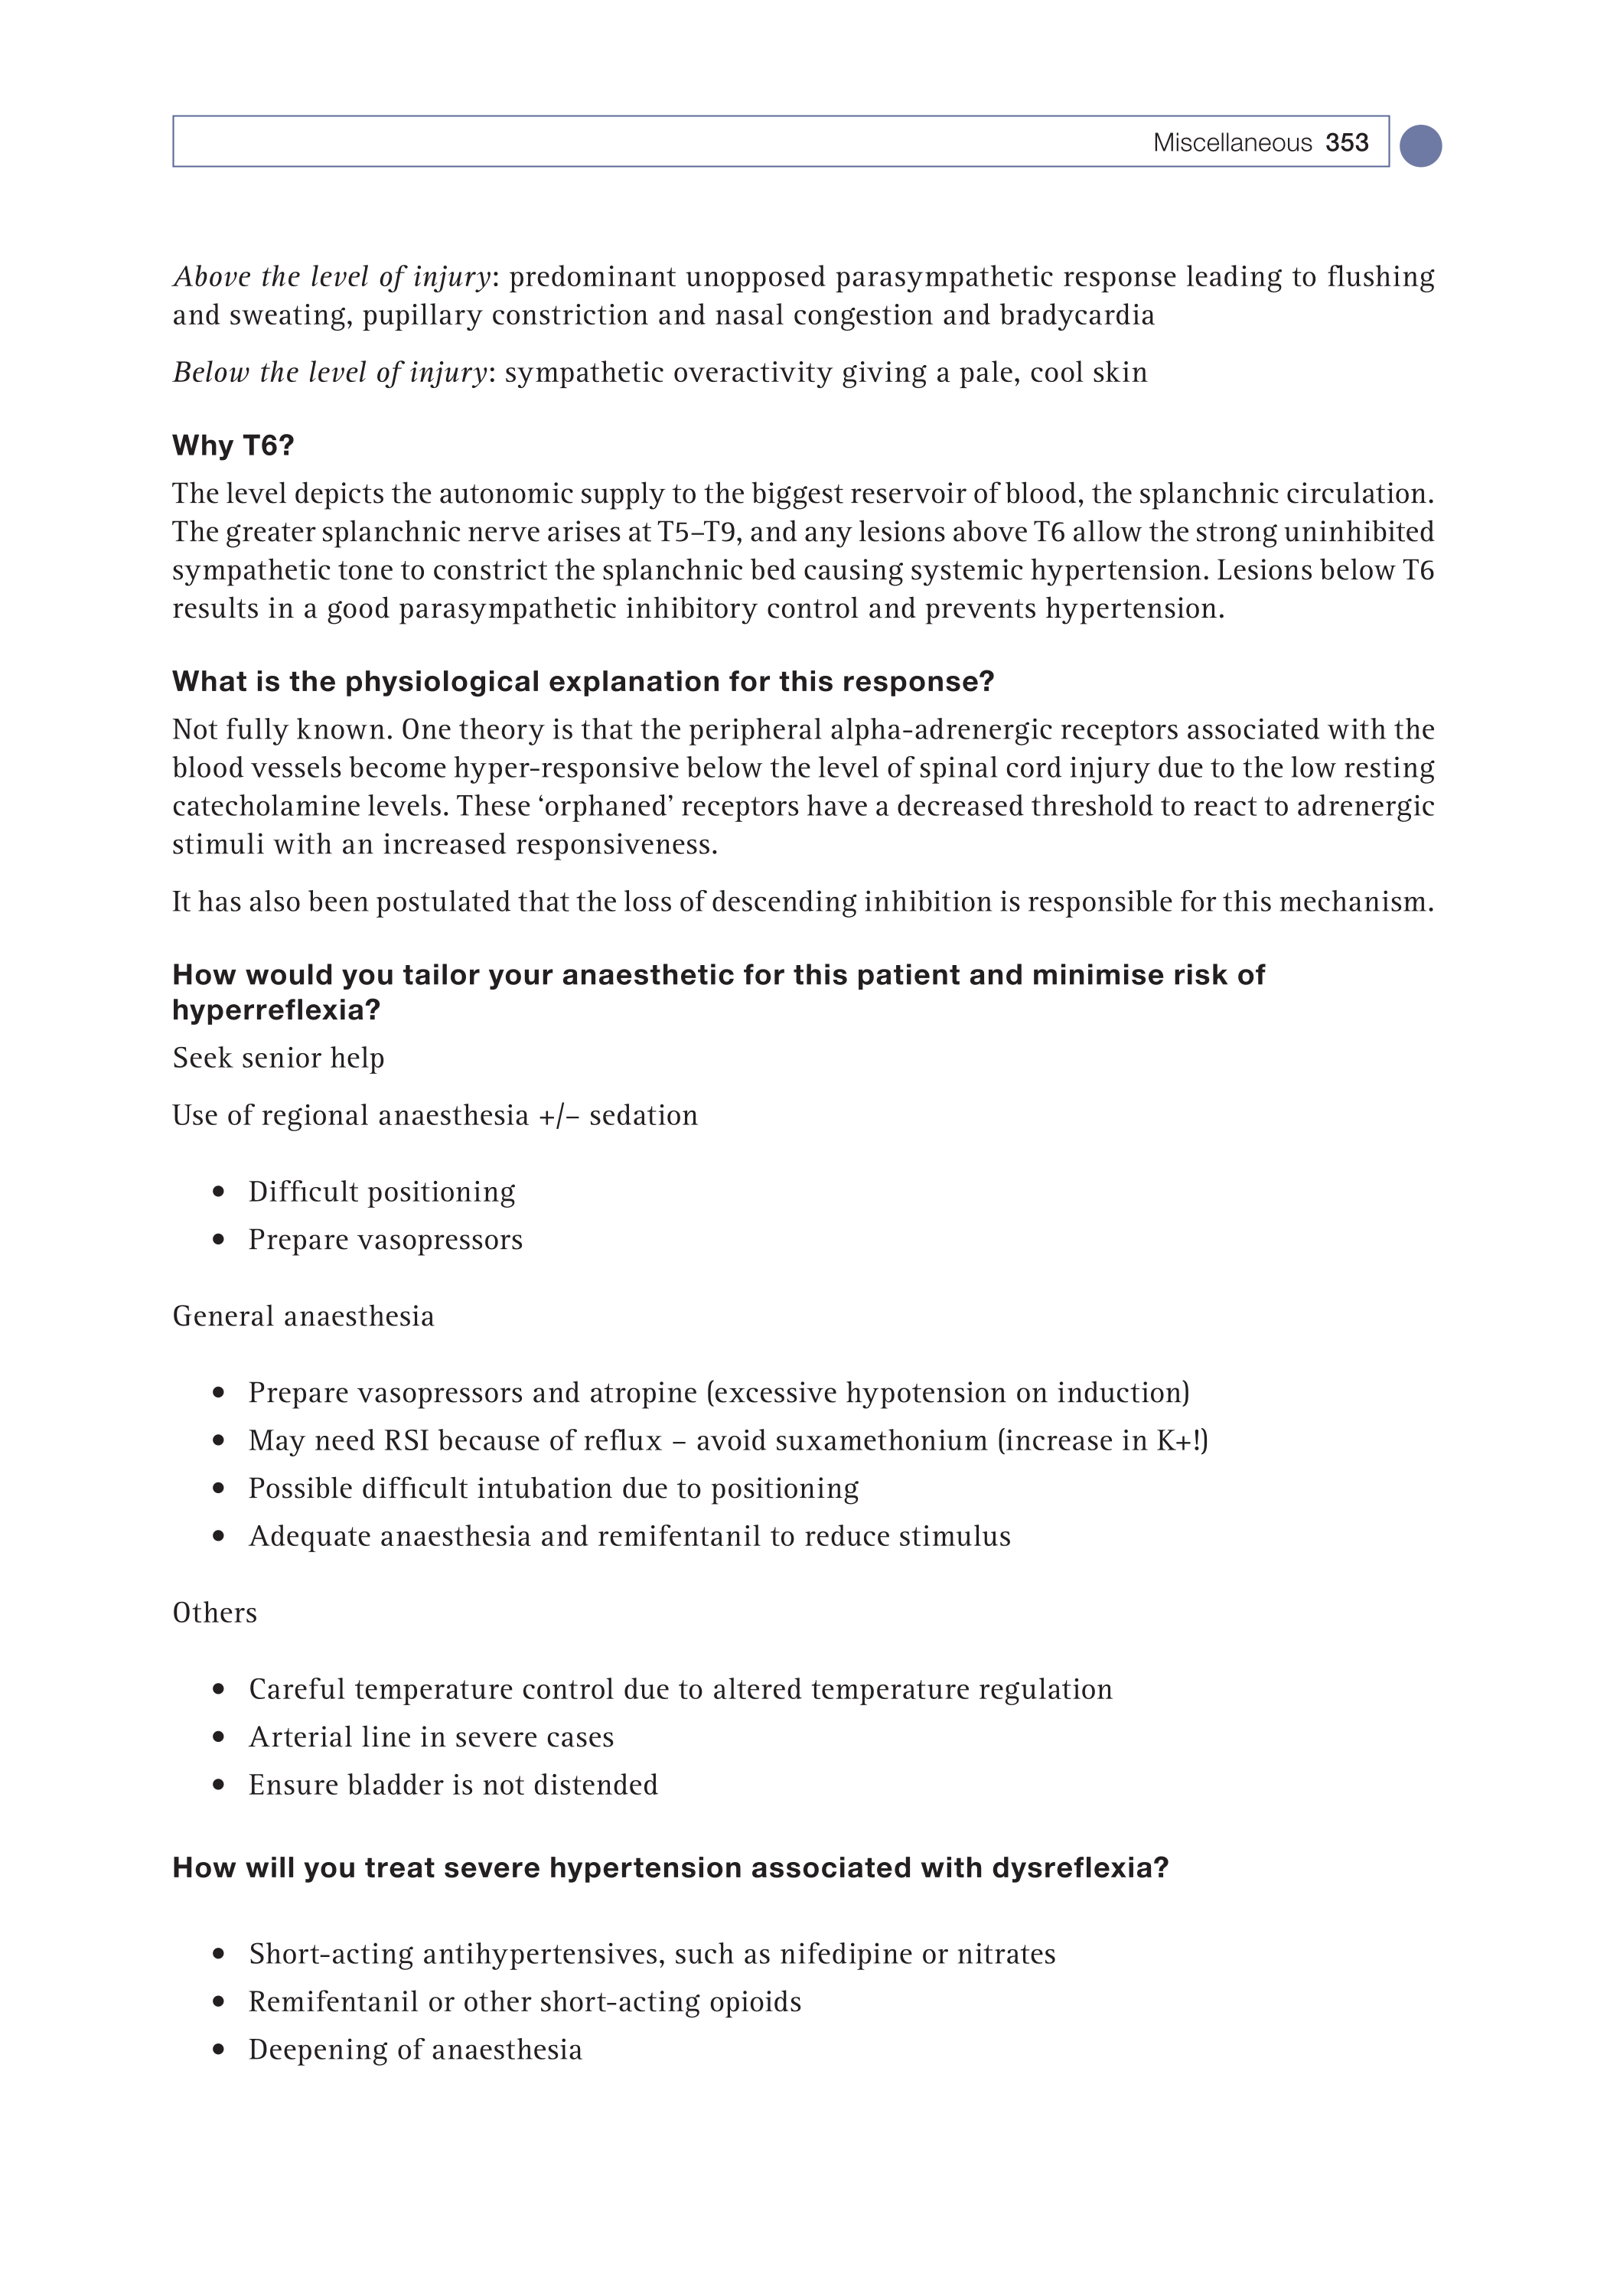 Miscellaneous 353
Above the level of injury: predominant unopposed parasympathetic response leading to flushing
and sweating, pupillary constriction and nasal congestion and bradycardia
Below the level of injury: sympathetic overactivity giving a pale, cool skin
Why T6?
The level depicts the autonomic supply to the biggest reservoir of blood, the splanchnic circulation.
The greater splanchnic nerve arises at T5–T9, and any lesions above T6 allow the strong uninhibited
sympathetic tone to constrict the splanchnic bed causing systemic hypertension. Lesions below T6
results in a good parasympathetic inhibitory control and prevents hypertension.
What is the physiological explanation for this response?
Not fully known. One theory is that the peripheral alpha-adrenergic receptors associated with the
blood vessels become hyper-responsive below the level of spinal cord injury due to the low resting
catecholamine levels. These ‘orphaned’ receptors have a decreased threshold to react to adrenergic
stimuli with an increased responsiveness.
It has also been postulated that the loss of descending inhibition is responsible for this mechanism.
How would you tailor your anaesthetic for this patient and minimise risk of
hyperreflexia?
Seek senior help
Use of regional anaesthesia +/– sedation
• Difficult positioning
• Prepare vasopressors
General anaesthesia
• Prepare vasopressors and atropine (excessive hypotension on induction)
• May need RSI because of reflux – avoid suxamethonium (increase in K+!)
• Possible difficult intubation due to positioning
• Adequate anaesthesia and remifentanil to reduce stimulus
Others
• Careful temperature control due to altered temperature regulation
• Arterial line in severe cases
• Ensure bladder is not distended
How will you treat severe hypertension associated with dysreflexia?
• Short-acting antihypertensives, such as nifedipine or nitrates
• Remifentanil or other short-acting opioids
• Deepening of anaesthesia